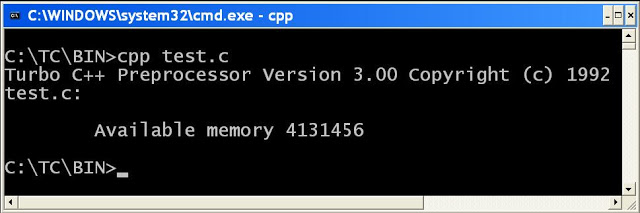 C:\WINDOWS\system32\cmd.exe - cpp
C:\TC\BIN>cpp test.c
Turbo C++ Preprocessor Version 3.00 Copyright (c) 1992
test.c:
Available memory 4131456
C:\TC\BIN>_